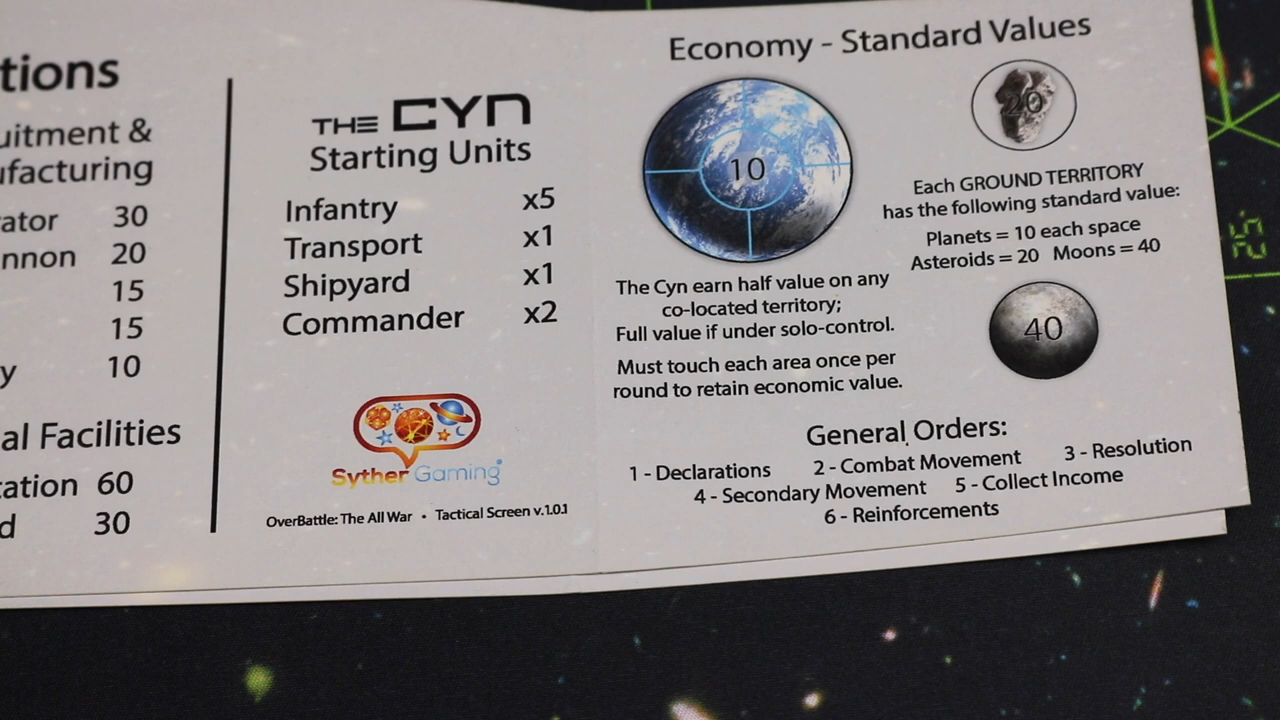 tions
uitment &
ufacturing
ator 30
nnon 20
15
15
y 10
al Facilities
tation 60
d 30
THE CYN
Starting Units
Infantry x5
Transport x1
Shipyard x1
Commander x2
Syther Gaming
OverBattle: The All War • Tactical Screen v.1.0.1
Economy - Standard Values
10
20
Each GROUND TERRITORY
has the following standard value:
Planets = 10 each space
Asteroids = 20 Moons = 40
The Cyn earn half value on any
co-located territory;
Full value if under solo-control.
Must touch each area once per
round to retain economic value.
40
General Orders:
1 - Declarations 2 - Combat Movement 3 - Resolution
4 - Secondary Movement 5 - Collect Income
6 - Reinforcements